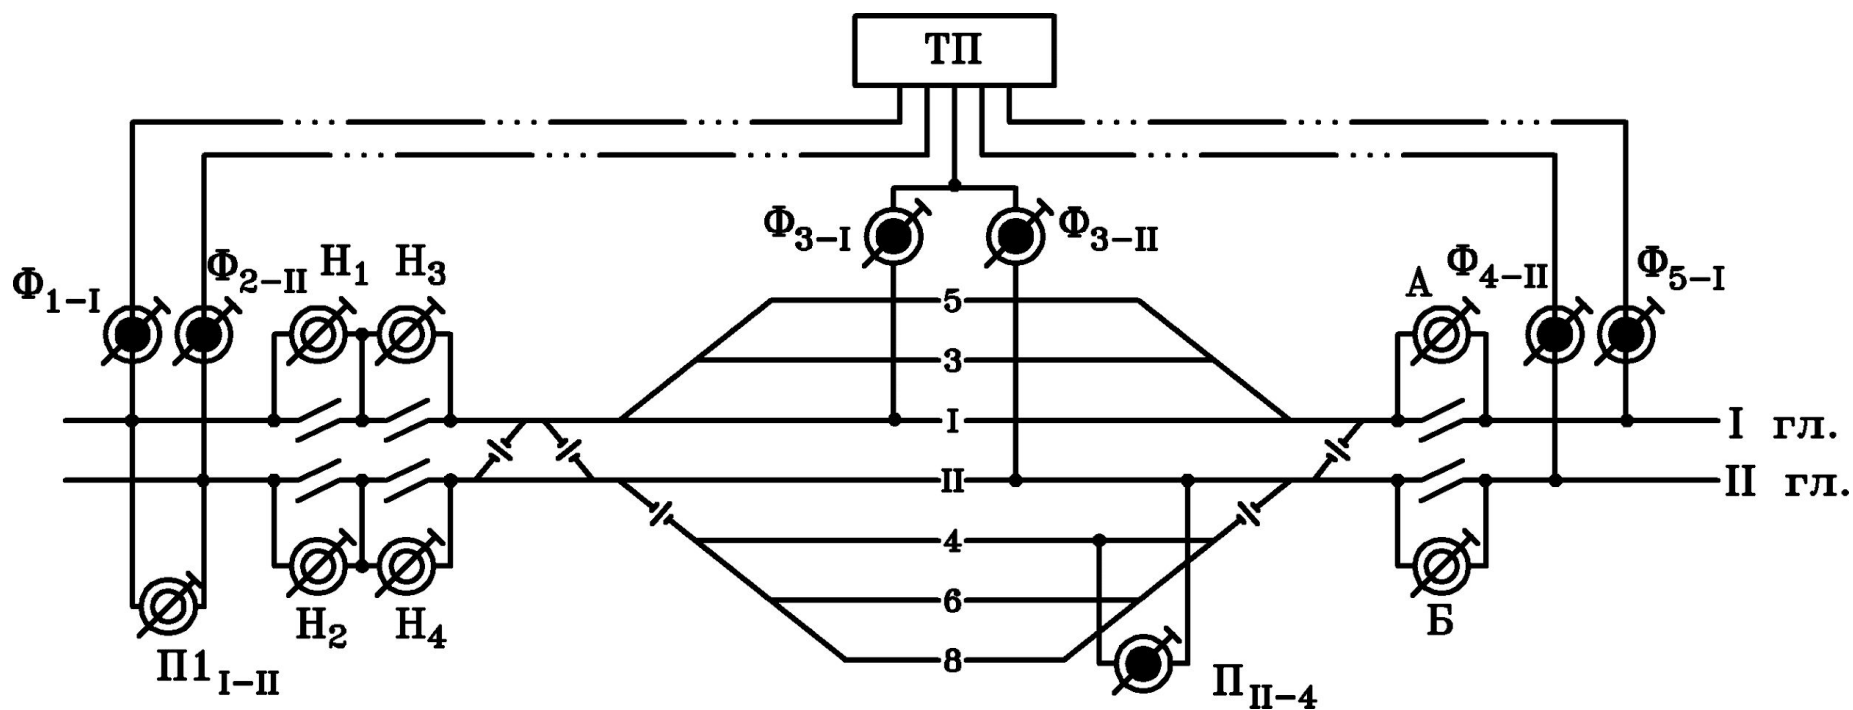 ТП
Ф3-I
Ф3-II
Ф1-I
Ф2-II
Н1
Н3
А
Ф4-II
Ф5-I
5
3
I
I гл.
II
II гл.
4
6
8
Н2
Н4
Б
П1I-II
ПII-4